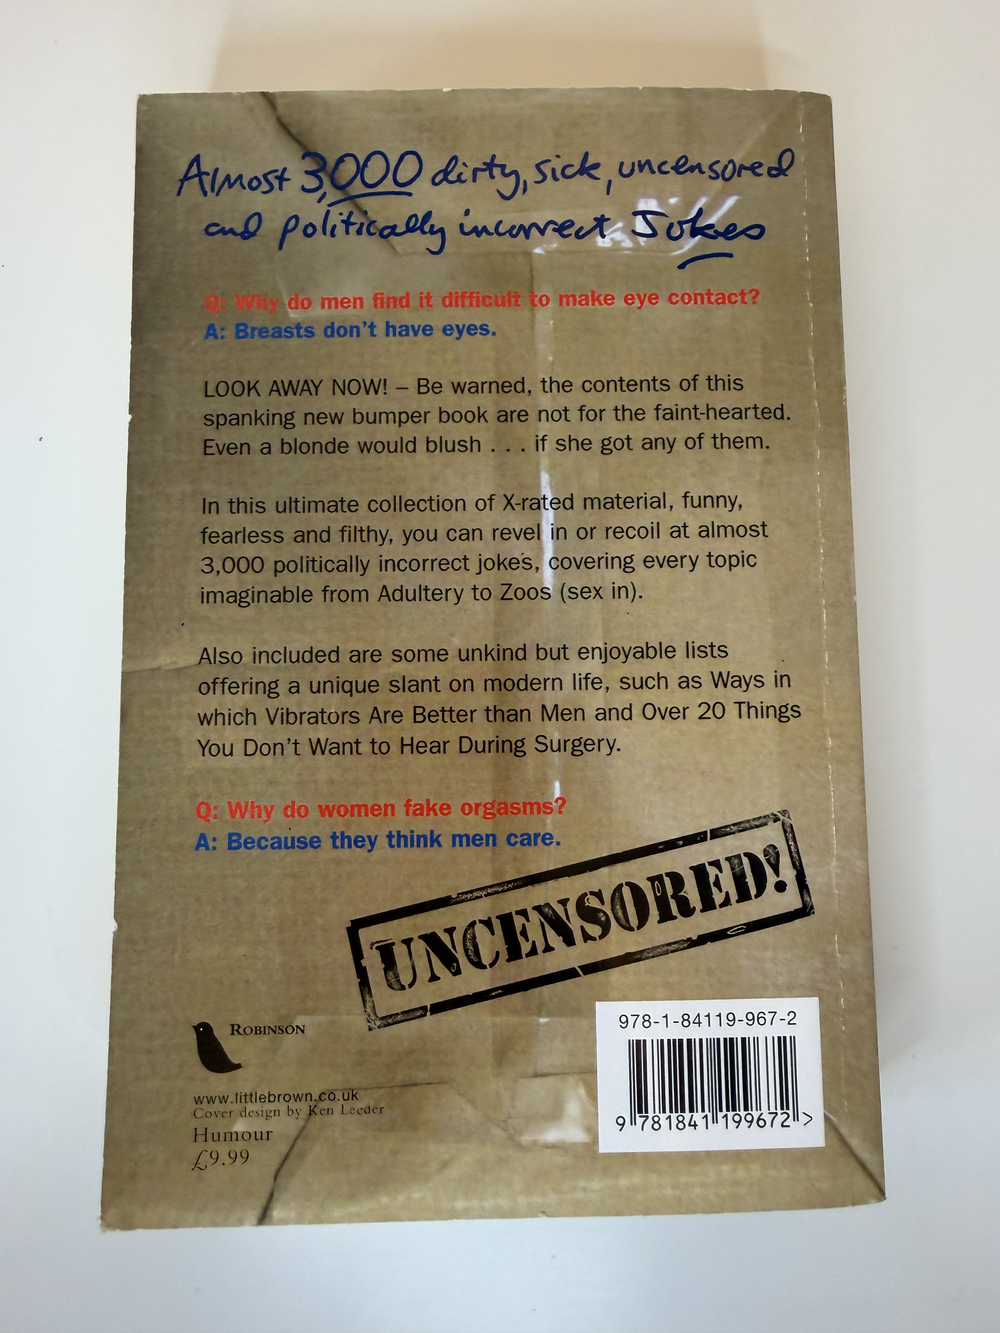 Almost 3,000 dirty, sick, uncensored
and politically incorrect Jokes
Q: Why do men find it difficult to make eye contact?
A: Breasts don't have eyes.
LOOK AWAY NOW! – Be warned, the contents of this
spanking new bumper book are not for the faint-hearted.
Even a blonde would blush . . . if she got any of them.
In this ultimate collection of X-rated material, funny,
fearless and filthy, you can revel in or recoil at almost
3,000 politically incorrect jokes, covering every topic
imaginable from Adultery to Zoos (sex in).
Also included are some unkind but enjoyable lists
offering a unique slant on modern life, such as Ways in
which Vibrators Are Better than Men and Over 20 Things
You Don't Want to Hear During Surgery.
Q: Why do women fake orgasms?
A: Because they think men care.
UNCENSORED!
ROBINSON
www.littlebrown.co.uk
Cover design by Ken Leeder
Humour
£9.99
978-1-84119-967-2
9 781841 199672 >